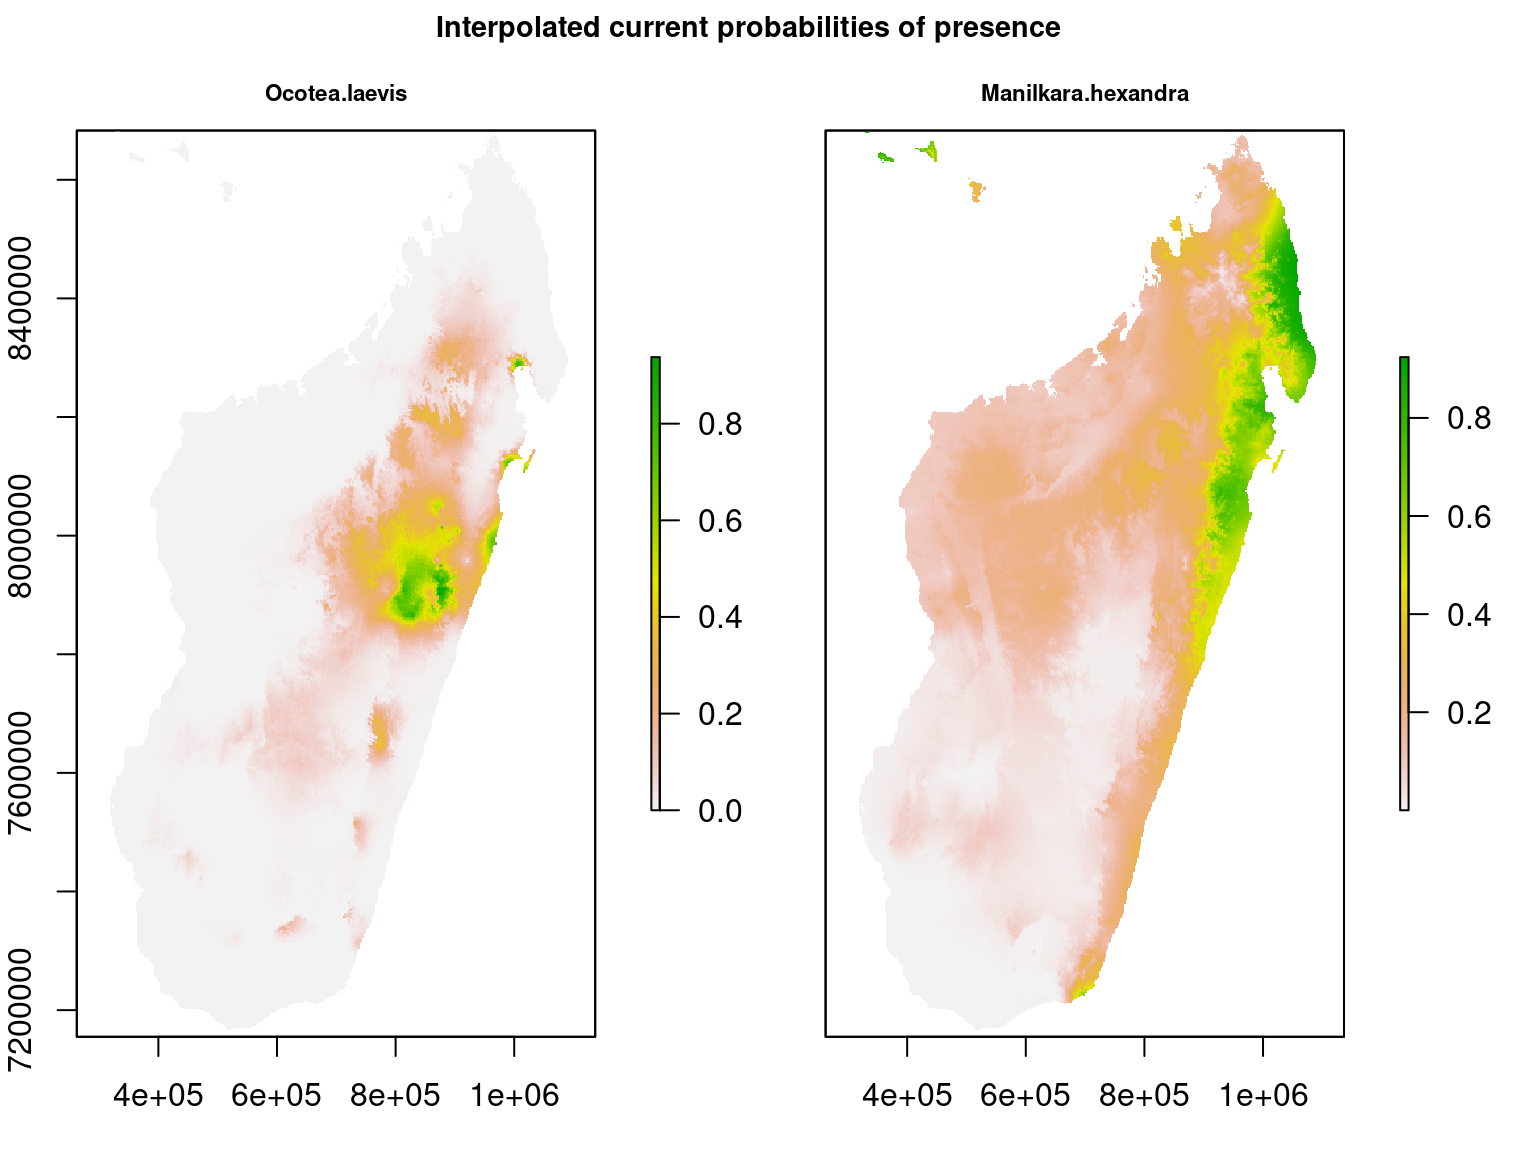 Interpolated current probabilities of presence
Ocotea.laevis
Manilkara.hexandra
8400000
8000000
7600000
7200000
0.8
0.6
0.4
0.2
0.0
0.8
0.6
0.4
0.2
4e+05 6e+05 8e+05 1e+06
4e+05 6e+05 8e+05 1e+06